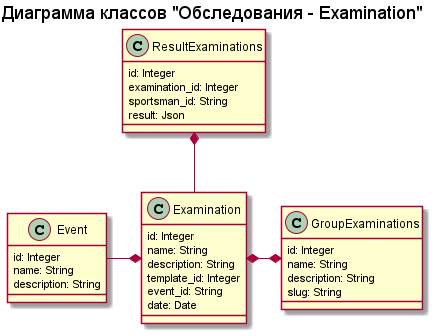 Диаграмма классов "Обследования - Examination"
C ResultExaminations
id: Integer
examination_id: Integer
sportsman_id: String
result: Json
C Event
id: Integer
name: String
description: String
C Examination
id: Integer
name: String
description: String
template_id: Integer
event_id: String
date: Date
C GroupExaminations
id: Integer
name: String
description: String
slug: String